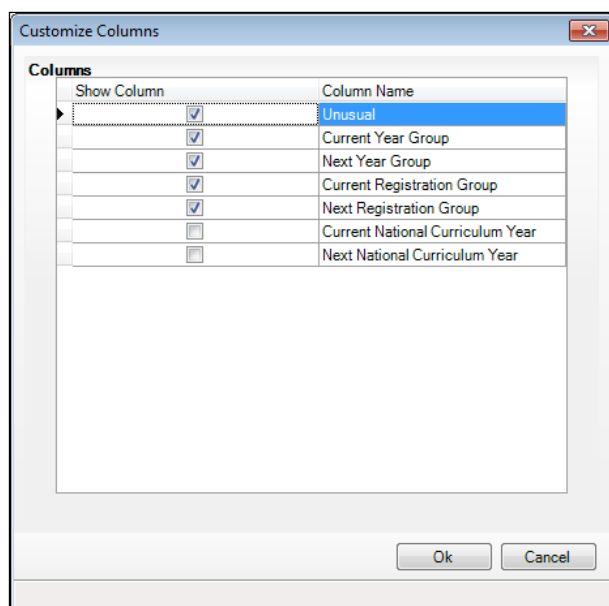 Customize Columns
Columns
Show Column Column Name
Unusual
Current Year Group
Next Year Group
Current Registration Group
Next Registration Group
Current National Curriculum Year
Next National Curriculum Year
Ok Cancel